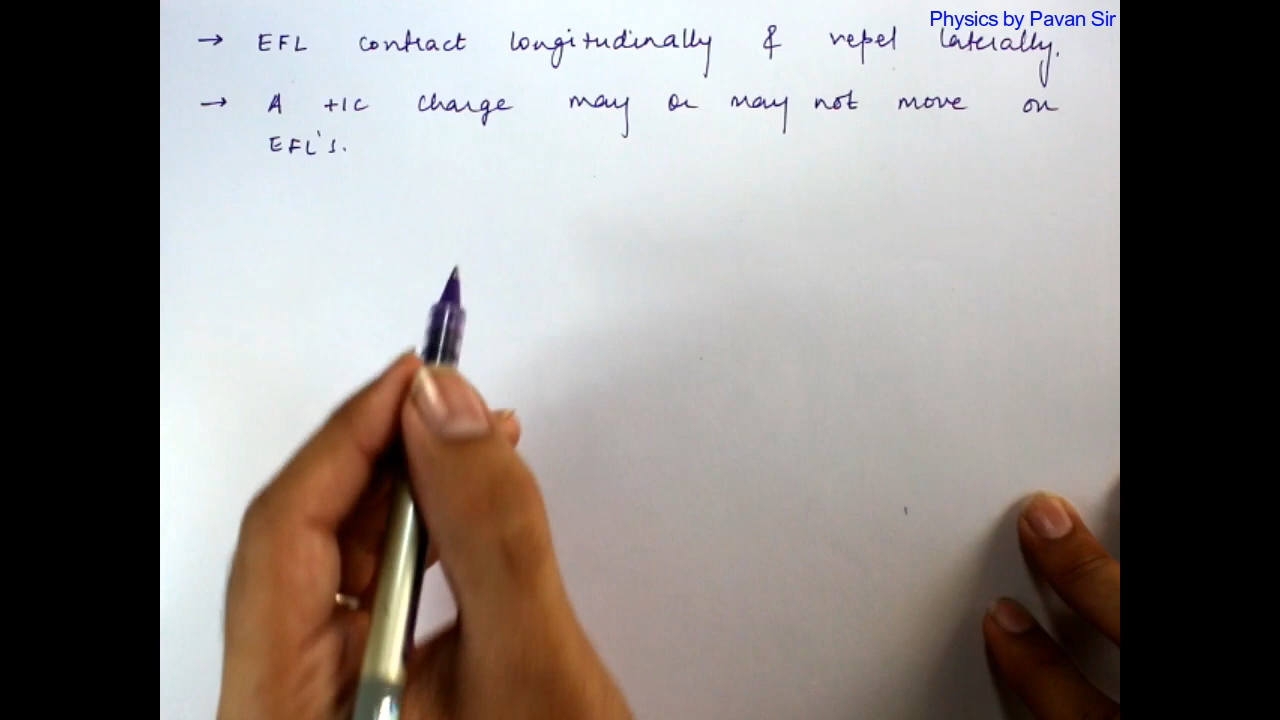 Physics by Pavan Sir
→ EFL contract longitudinally & repel laterally.
→ A +1C charge may or may not move on
EFL's.